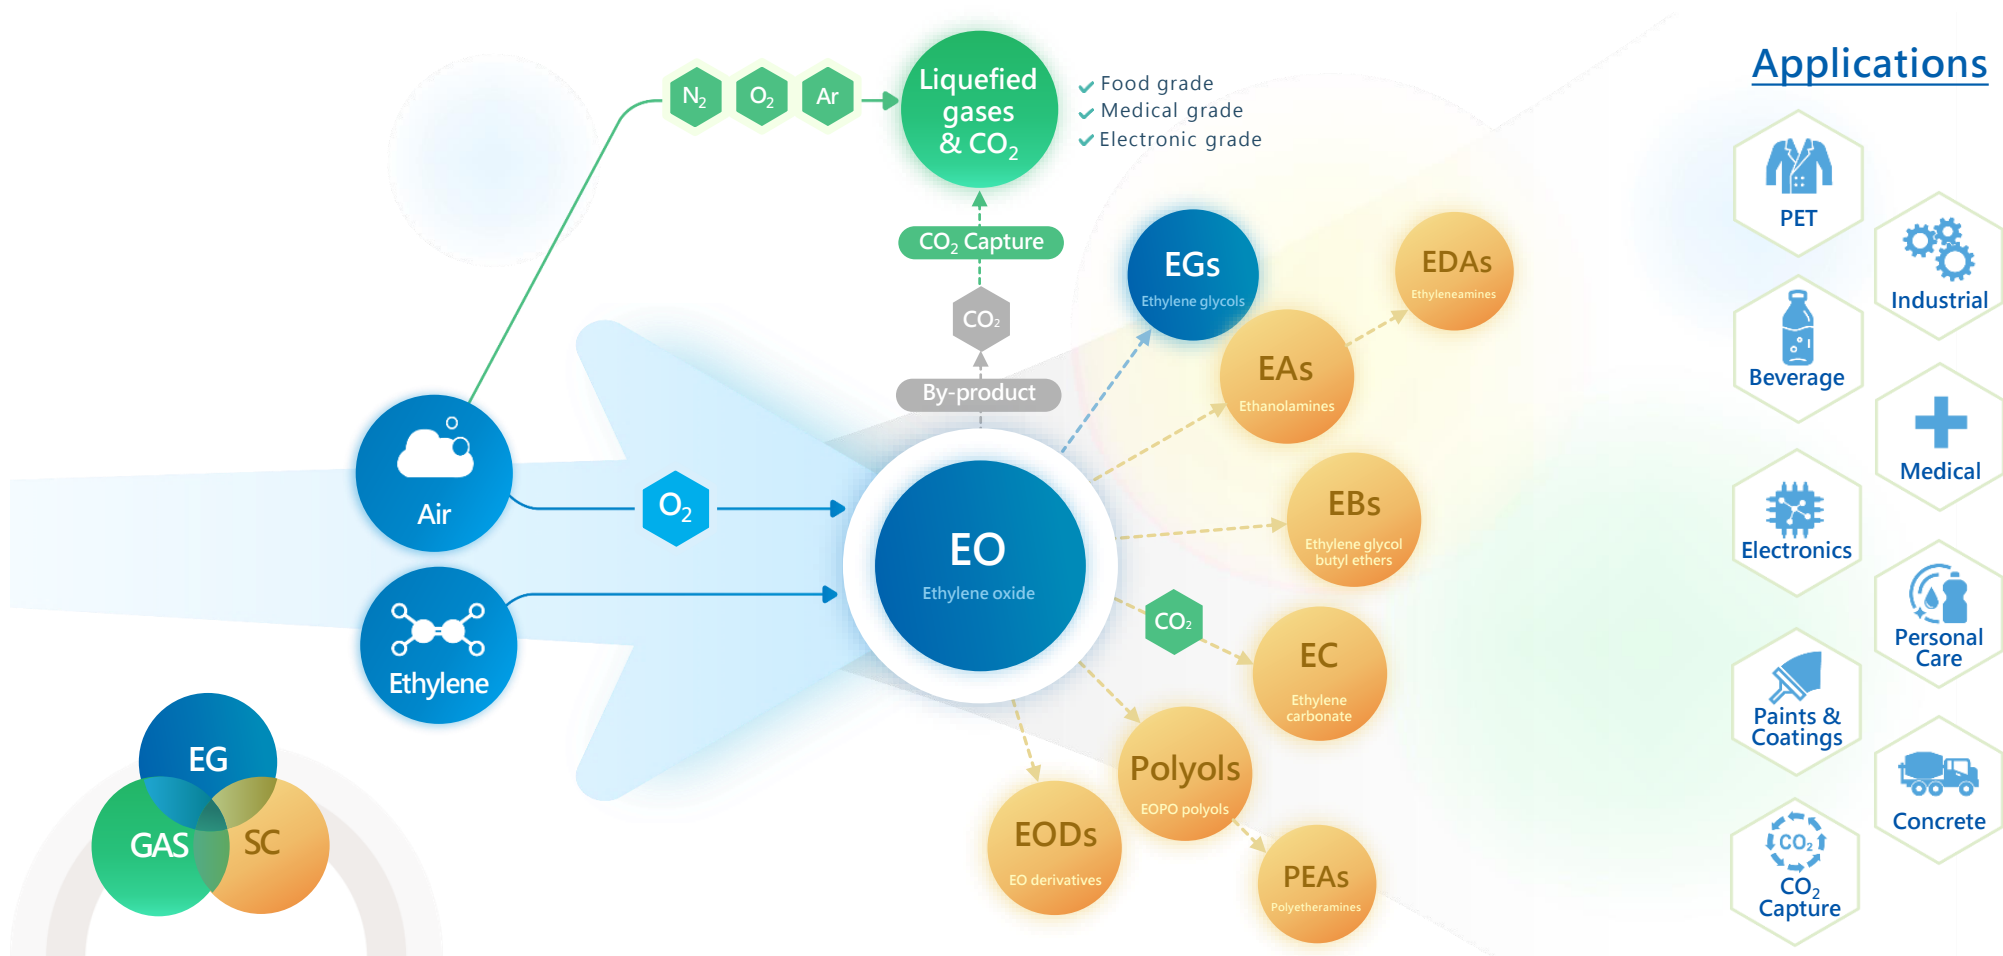 N₂
O₂
Ar
Liquefied
gases
& CO₂
Food grade
Medical grade
Electronic grade
CO₂ Capture
CO₂
By-product
Air
O₂
Ethylene
EO
Ethylene oxide
EGs
Ethylene glycols
EDAs
Ethyleneamines
EAs
Ethanolamines
EBs
Ethylene glycol
butyl ethers
CO₂
EC
Ethylene
carbonate
Polyols
EOPO polyols
EODs
EO derivatives
PEAs
Polyetheramines
EG
GAS
SC
Applications
PET
Industrial
Beverage
Medical
Electronics
Personal
Care
Paints &
Coatings
Concrete
CO₂
CO₂
Capture